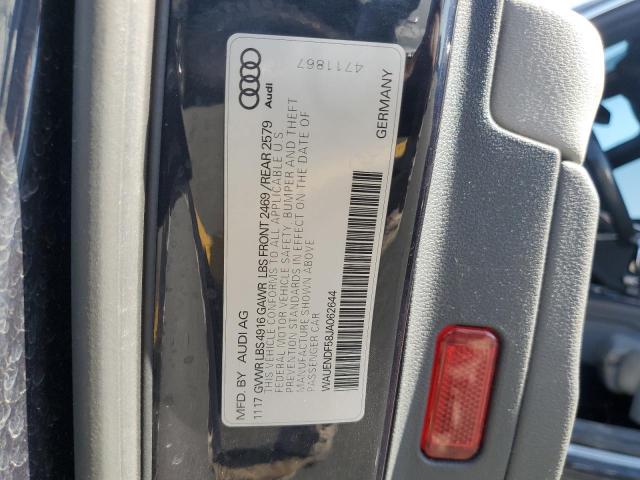 4711867
Audi
MFD. BY AUDI AG GERMANY
1117 GVWR LBS 4916 GAWR LBS FRONT 2469 / REAR 2579
THIS VEHICLE CONFORMS TO ALL APPLICABLE U.S.
FEDERAL MOTOR VEHICLE SAFETY, BUMPER AND THEFT
PREVENTION STANDARDS IN EFFECT ON THE DATE OF
MANUFACTURE SHOWN ABOVE
PASSENGER CAR
WAUENDF58JA062644